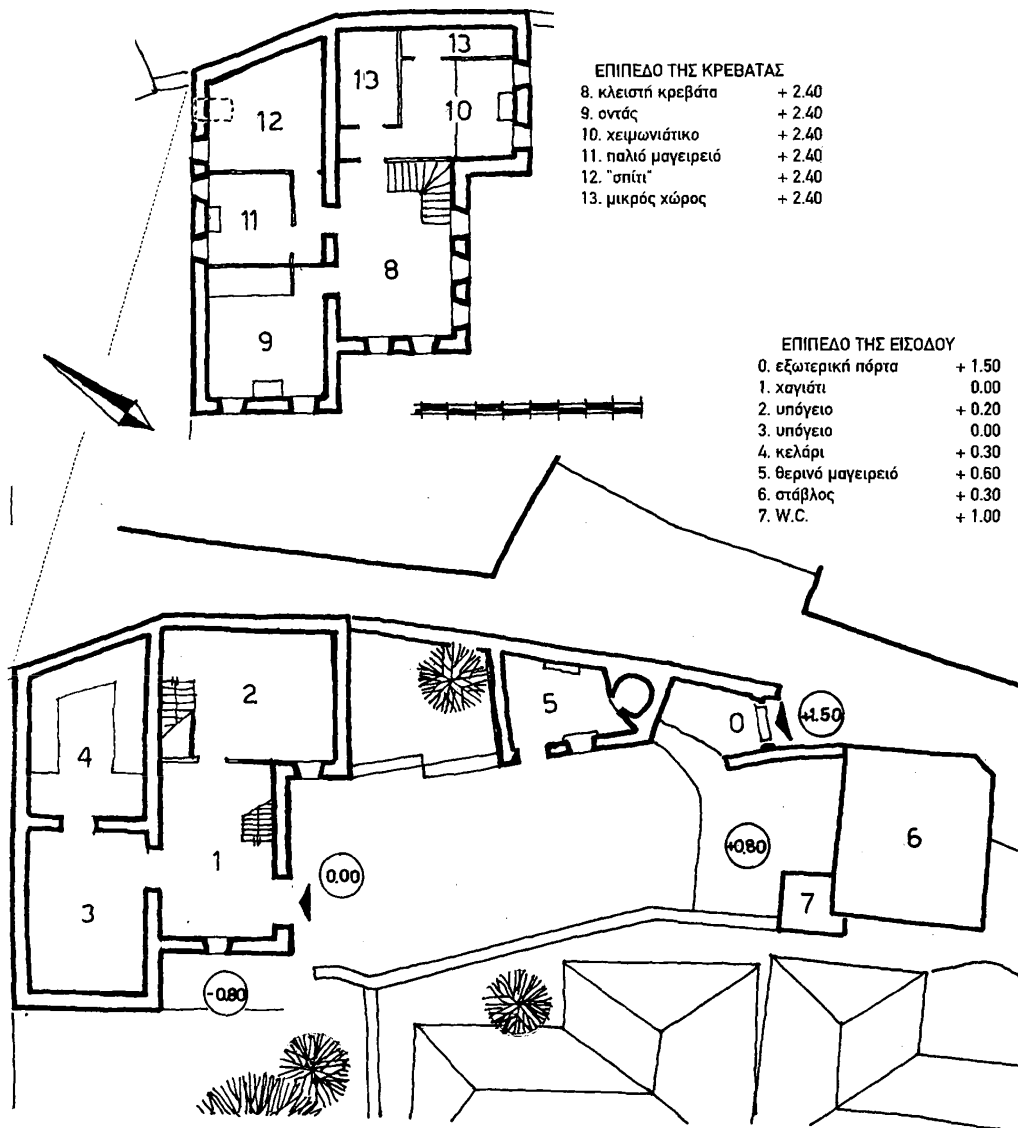 ΕΠΙΠΕΔΟ ΤΗΣ ΚΡΕΒΑΤΑΣ
8. κλειστή κρεβάτα + 2.40
9. οντάς + 2.40
10. χειμωνιάτικο + 2.40
11. παλιό μαγειρειό + 2.40
12. "σπίτι" + 2.40
13. μικρός χώρος + 2.40
13
13
12
10
11
8
9
ΕΠΙΠΕΔΟ ΤΗΣ ΕΙΣΟΔΟΥ
0. εξωτερική πόρτα + 1.50
1. χαγιάτι 0.00
2. υπόγειο + 0.20
3. υπόγειο 0.00
4. κελάρι + 0.30
5. θερινό μαγειρειό + 0.60
6. στάβλος + 0.30
7. W.C. + 1.00
2
5
0
+1.50
4
6
+0.80
1
0.00
3
7
-0.80